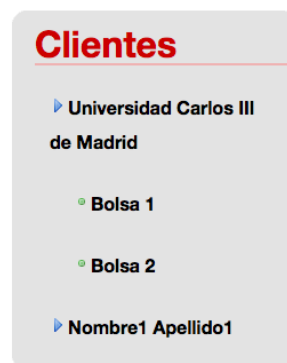 Clientes
Universidad Carlos III
de Madrid
Bolsa 1
Bolsa 2
Nombre1 Apellido1